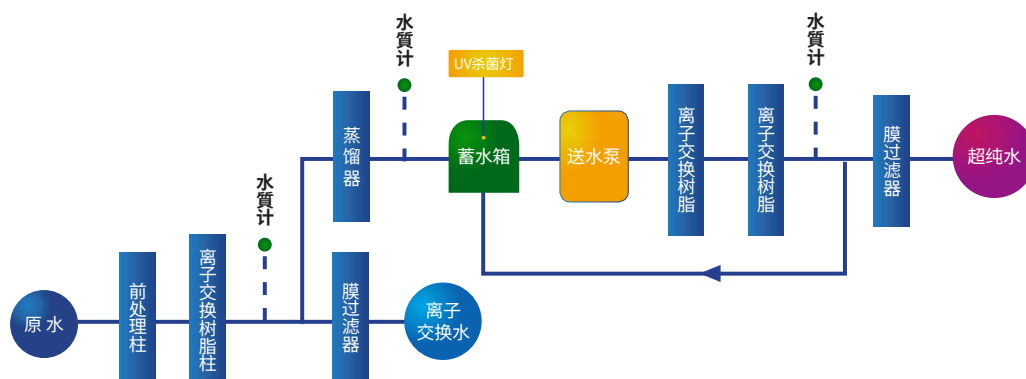 水質计
水質计
UV杀菌灯
蒸馏器
蓄水箱
送水泵
离子交换树脂
离子交换树脂
膜过滤器
超纯水
水質计
原水
前处理柱
离子交换树脂柱
膜过滤器
离子
交换水